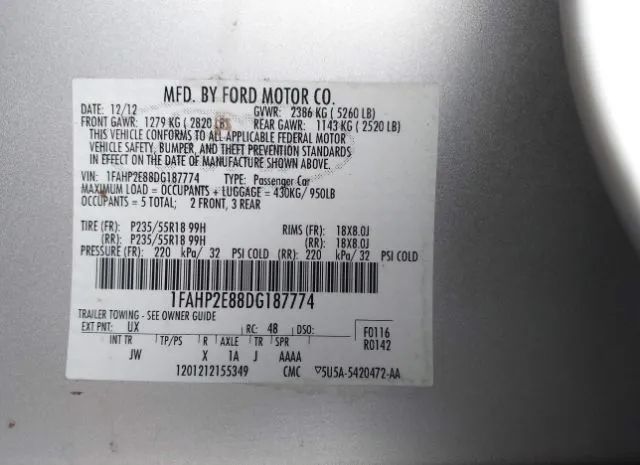 MFD. BY FORD MOTOR CO.
DATE: 12/12 GVWR: 2386 KG ( 5260 LB)
FRONT GAWR: 1279 KG ( 2820 LB) REAR GAWR: 1143 KG ( 2520 LB)
THIS VEHICLE CONFORMS TO ALL APPLICABLE FEDERAL MOTOR
VEHICLE SAFETY, BUMPER, AND THEFT PREVENTION STANDARDS
IN EFFECT ON THE DATE OF MANUFACTURE SHOWN ABOVE.
VIN: 1FAHP2E88DG187774 TYPE: Passenger Car
MAXIMUM LOAD = OCCUPANTS + LUGGAGE = 430KG/ 950LB
OCCUPANTS = 5 TOTAL; 2 FRONT, 3 REAR
TIRE (FR): P235/55R18 99H RIMS (FR): 18X8.0J
(RR): P235/55R18 99H (RR): 18X8.0J
PRESSURE (FR): 220 kPa/ 32 PSI COLD (RR): 220 kPa/ 32 PSI COLD
1FAHP2E88DG187774
TRAILER TOWING - SEE OWNER GUIDE
EXT PNT: UX RC: 48 DSO: F0116
INT TR TP/PS R AXLE TR SPR R0142
JW X 1A J AAAA
1201212155349 CMC ▽5U5A-5420472-AA